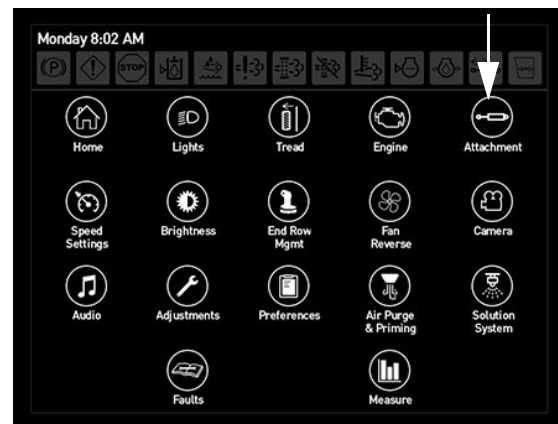 Monday 8:02 AM
(P)
STOP
Home
Lights
Tread
Engine
Attachment
Speed
Settings
Brightness
End Row
Mgmt
Fan
Reverse
Camera
Audio
Adjustments
Preferences
Air Purge
& Priming
Solution
System
Faults
Measure